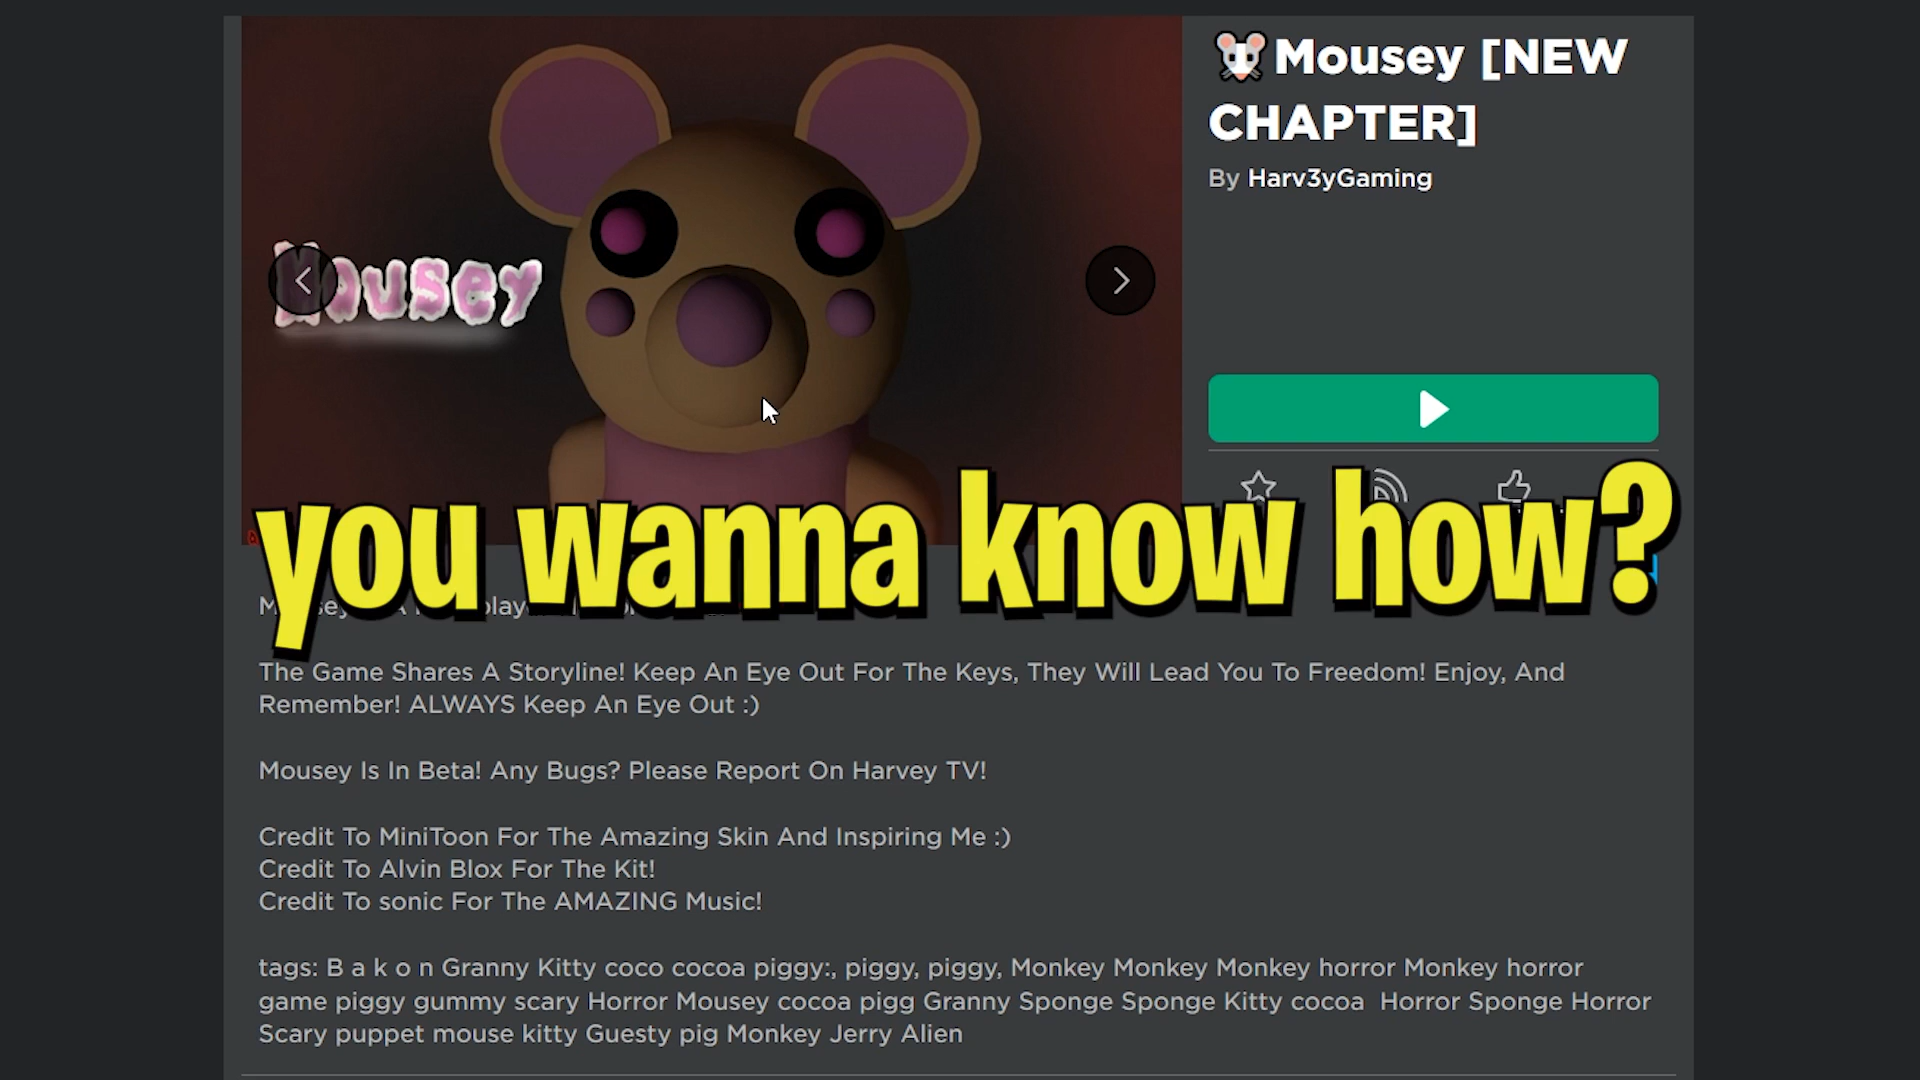 Mousey [NEW
CHAPTER]
By Harv3yGaming
Mousey
you wanna know how?
The Game Shares A Storyline! Keep An Eye Out For The Keys, They Will Lead You To Freedom! Enjoy, And
Remember! ALWAYS Keep An Eye Out :)
Mousey Is In Beta! Any Bugs? Please Report On Harvey TV!
Credit To MiniToon For The Amazing Skin And Inspiring Me :)
Credit To Alvin Blox For The Kit!
Credit To sonic For The AMAZING Music!
tags: B a k o n Granny Kitty coco cocoa piggy:, piggy, piggy, Monkey Monkey Monkey horror Monkey horror
game piggy gummy scary Horror Mousey cocoa pigg Granny Sponge Sponge Kitty cocoa  Horror Sponge Horror
Scary puppet mouse kitty Guesty pig Monkey Jerry Alien